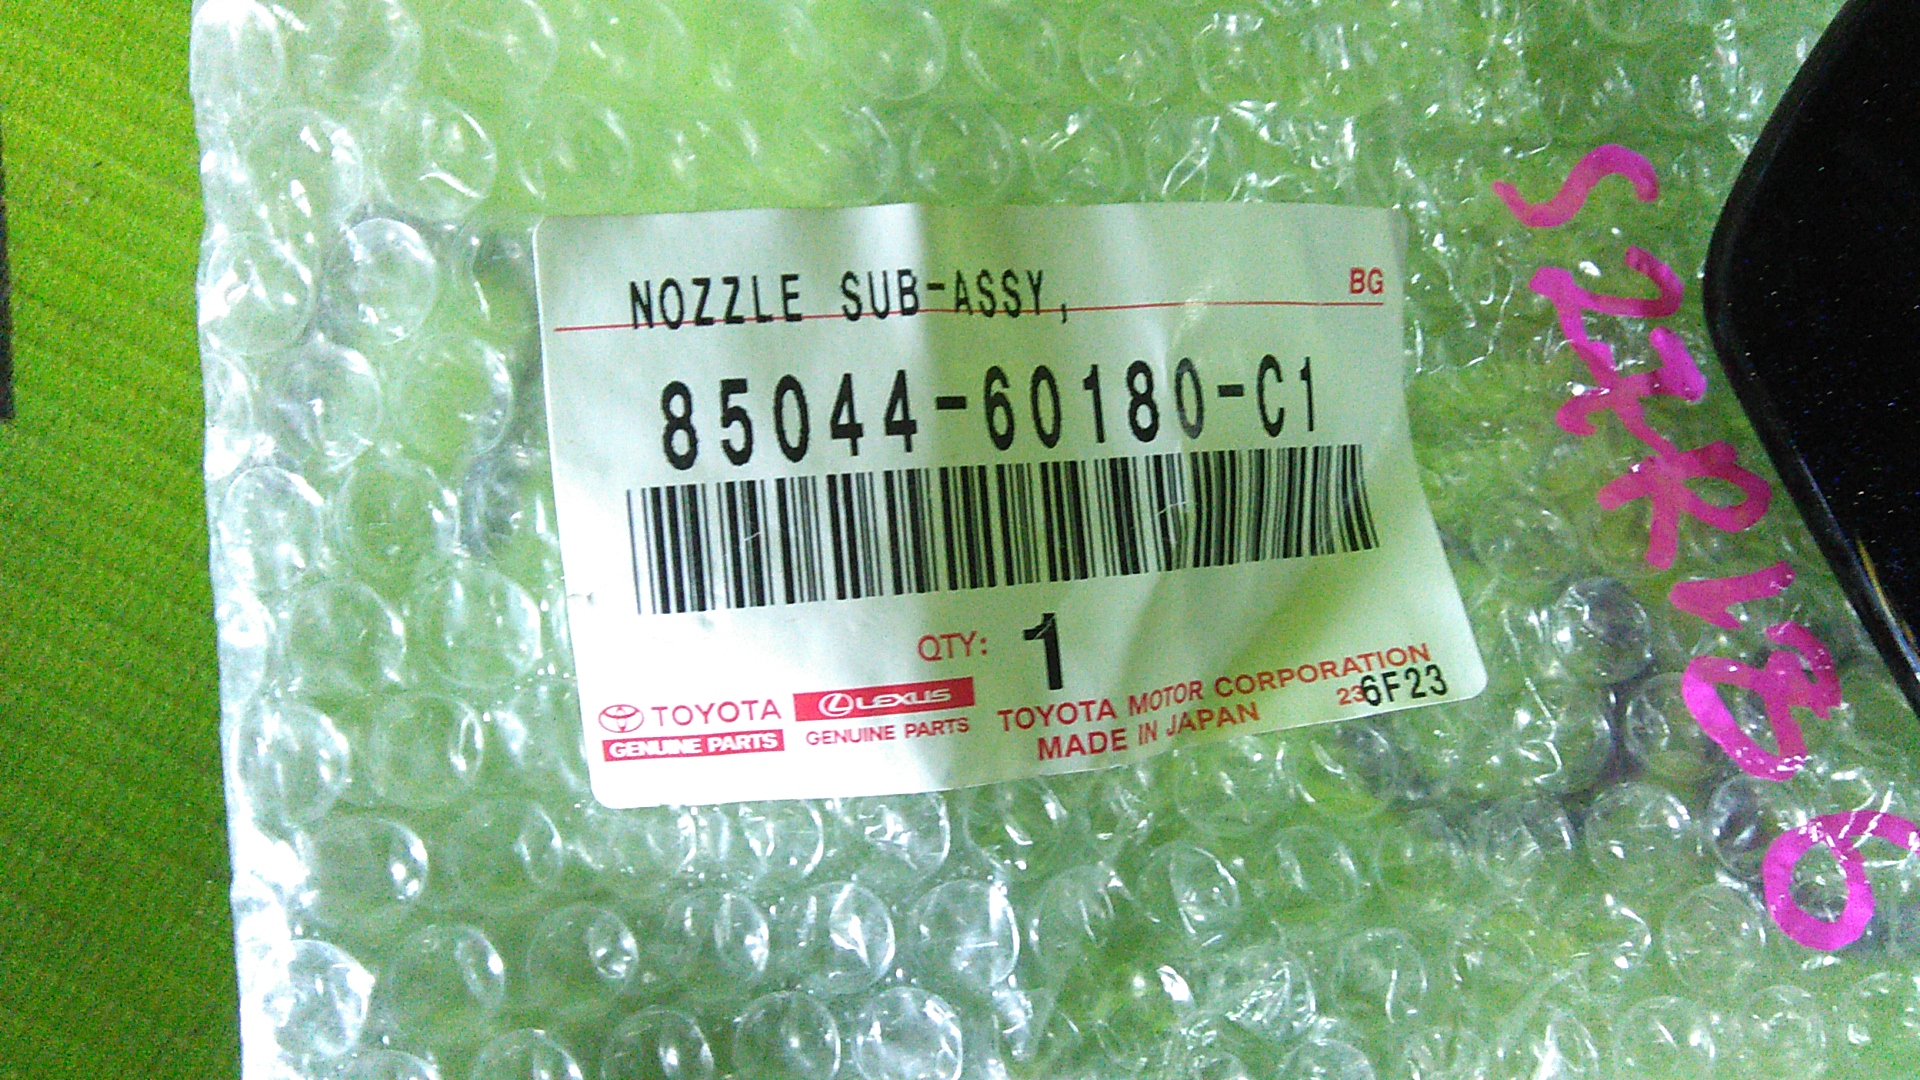 NOZZLE SUB-ASSY,
BG
85044-60180-C1
QTY: 1
TOYOTA
GENUINE PARTS
LEXUS
GENUINE PARTS
TOYOTA MOTOR CORPORATION
MADE IN JAPAN
6F23